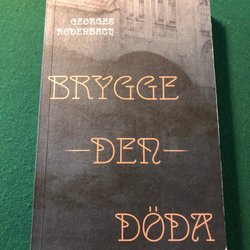 GEORGES
RODENBACH
BRYGGE
DEN
DÖDA